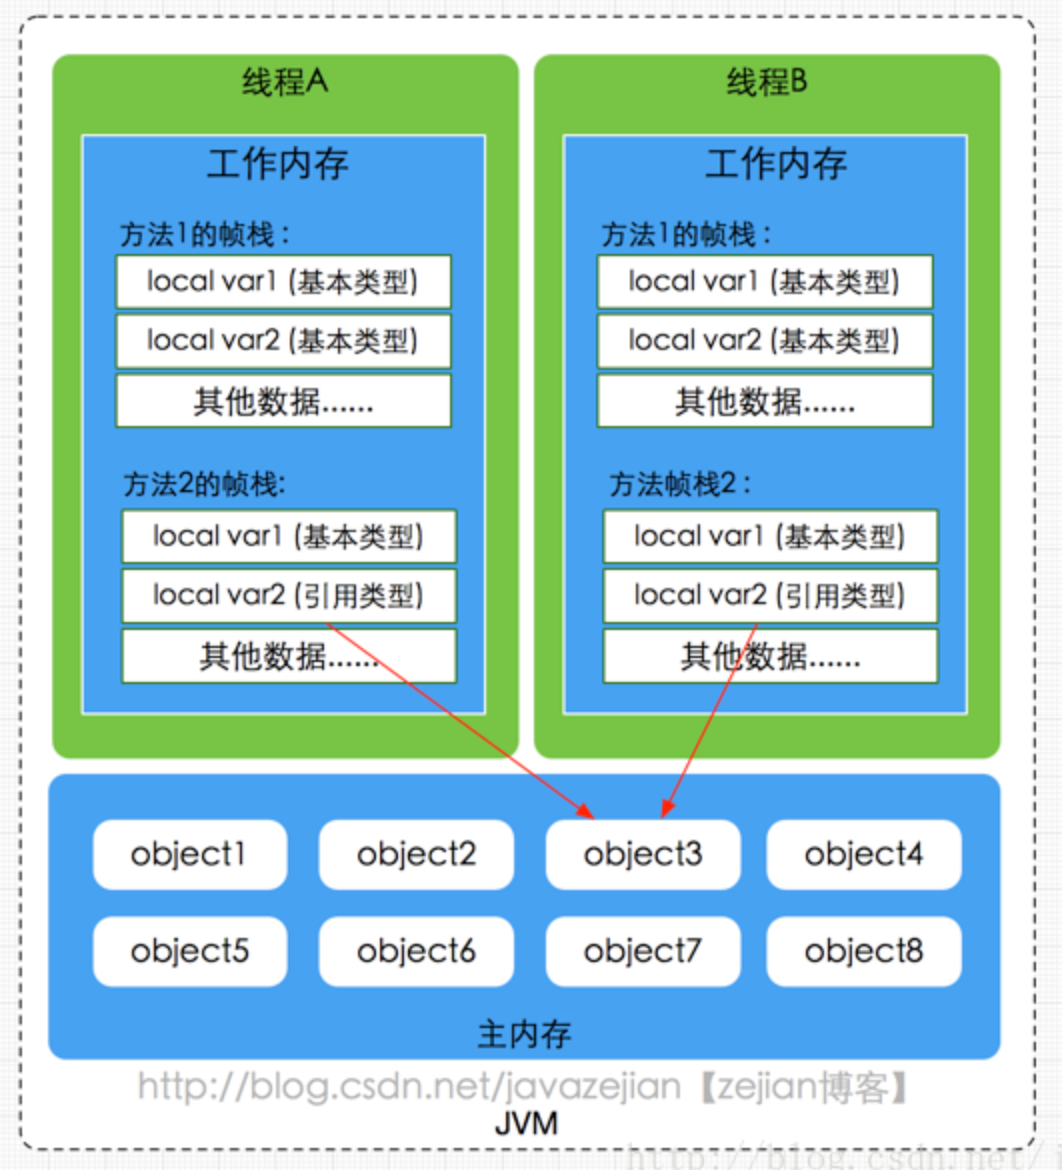 线程A
工作内存
方法1的帧栈：
local var1 (基本类型)
local var2 (基本类型)
其他数据......
方法2的帧栈:
local var1 (基本类型)
local var2 (引用类型)
其他数据......
线程B
工作内存
方法1的帧栈：
local var1 (基本类型)
local var2 (基本类型)
其他数据......
方法帧栈2：
local var1 (基本类型)
local var2 (引用类型)
其他数据......
object1 object2 object3 object4
object5 object6 object7 object8
主内存
http://blog.csdn.net/javazejian【zejian博客】
JVM
http://blog.csdn.net/